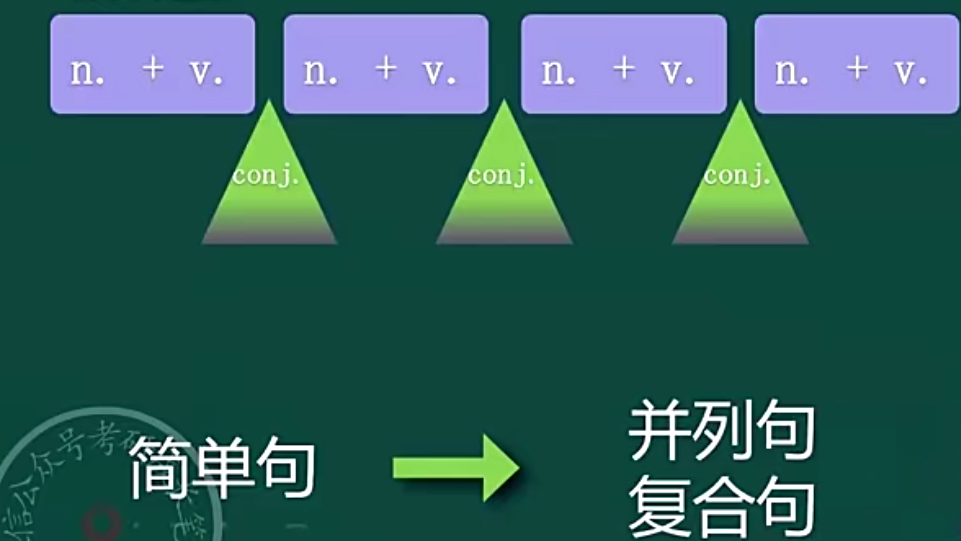 n. + v. n. + v. n. + v. n. + v.
conj. conj. conj.
并列句
简单句
复合句
信公众号考研
笔